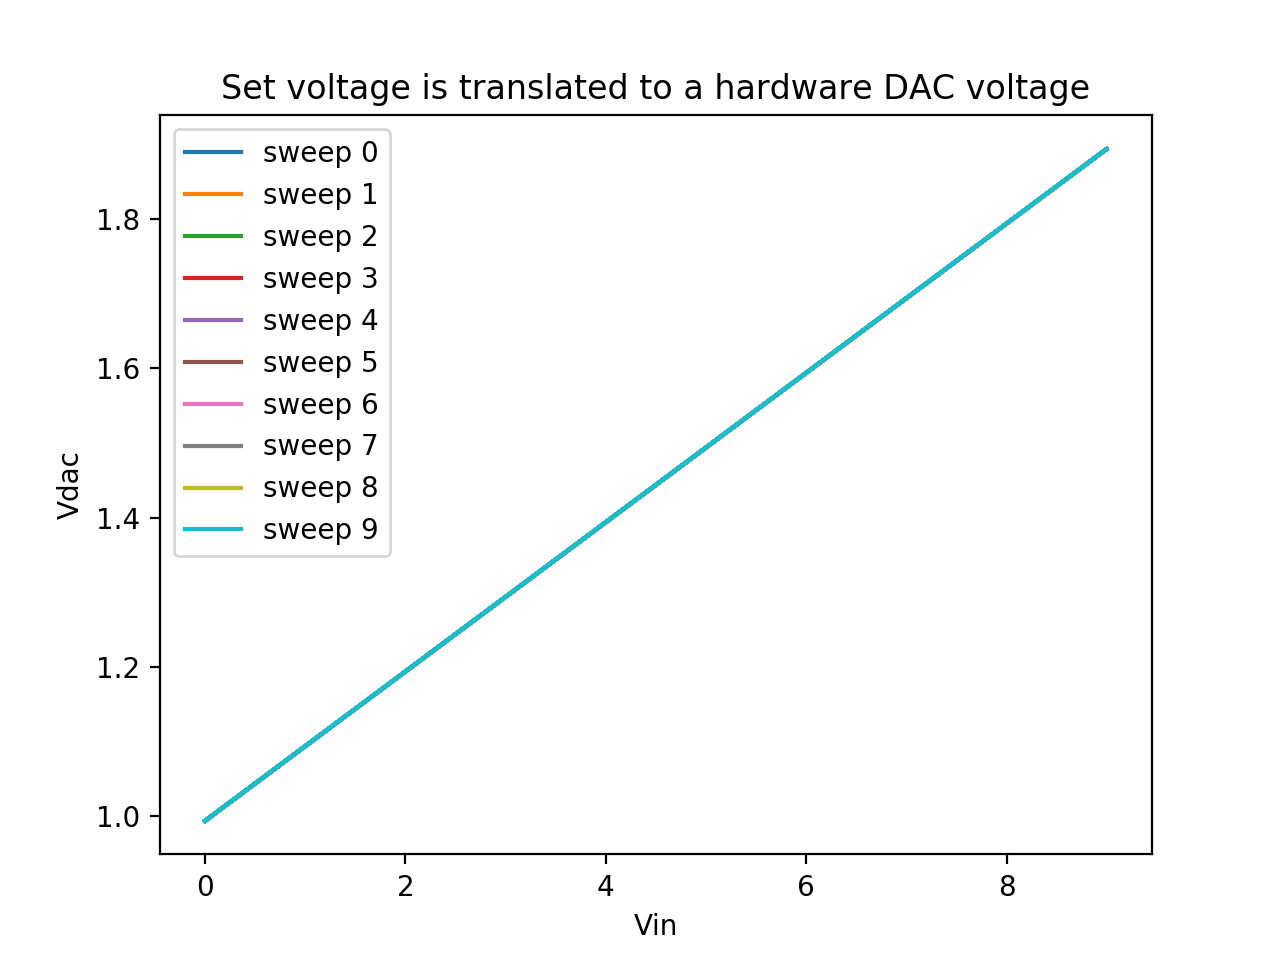 Set voltage is translated to a hardware DAC voltage
sweep 0
sweep 1
sweep 2
sweep 3
sweep 4
sweep 5
sweep 6
sweep 7
sweep 8
sweep 9
Vdac
1.8
1.6
1.4
1.2
1.0
0 2 4 6 8
Vin